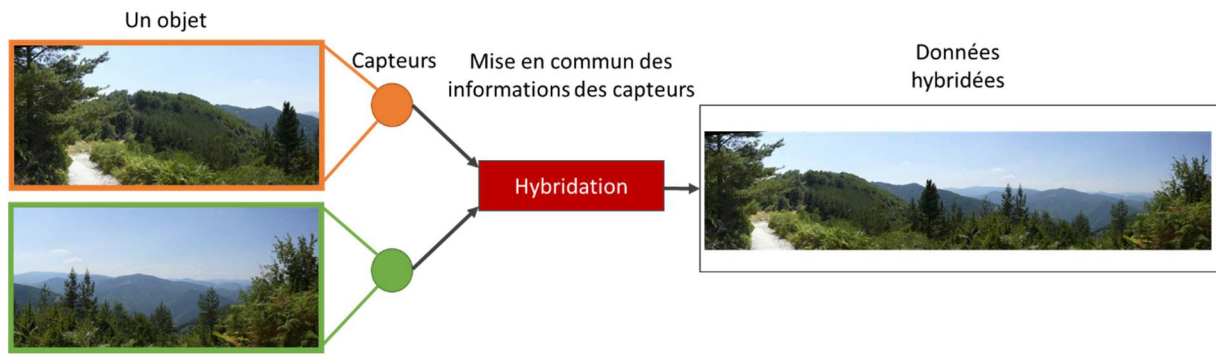 Un objet
Capteurs
Mise en commun des
informations des capteurs
Données
hybridées
Hybridation